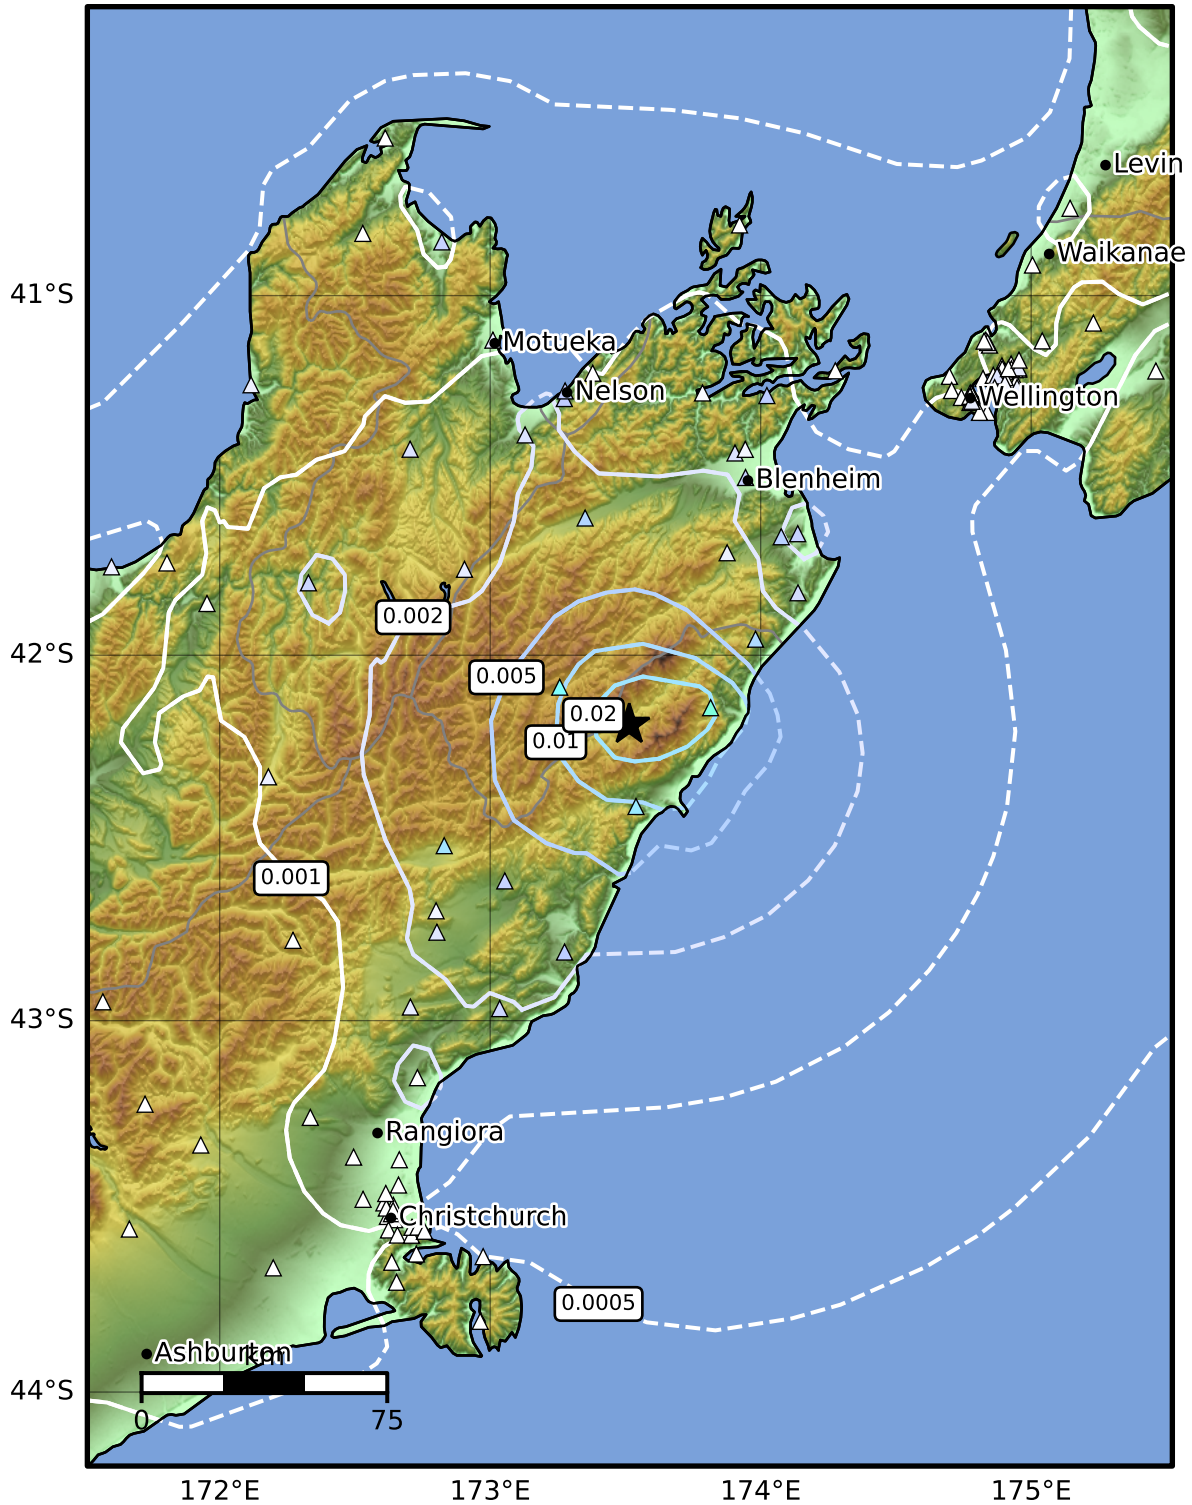 Levin
Waikanae
41°S
Motueka
Nelson
Wellington
Blenheim
0.002
42°S
0.005
0.02
0.01
0.001
43°S
Rangiora
Christchurch
0.0005
Ashburton
km
44°S
0 75
172°E 173°E 174°E 175°E